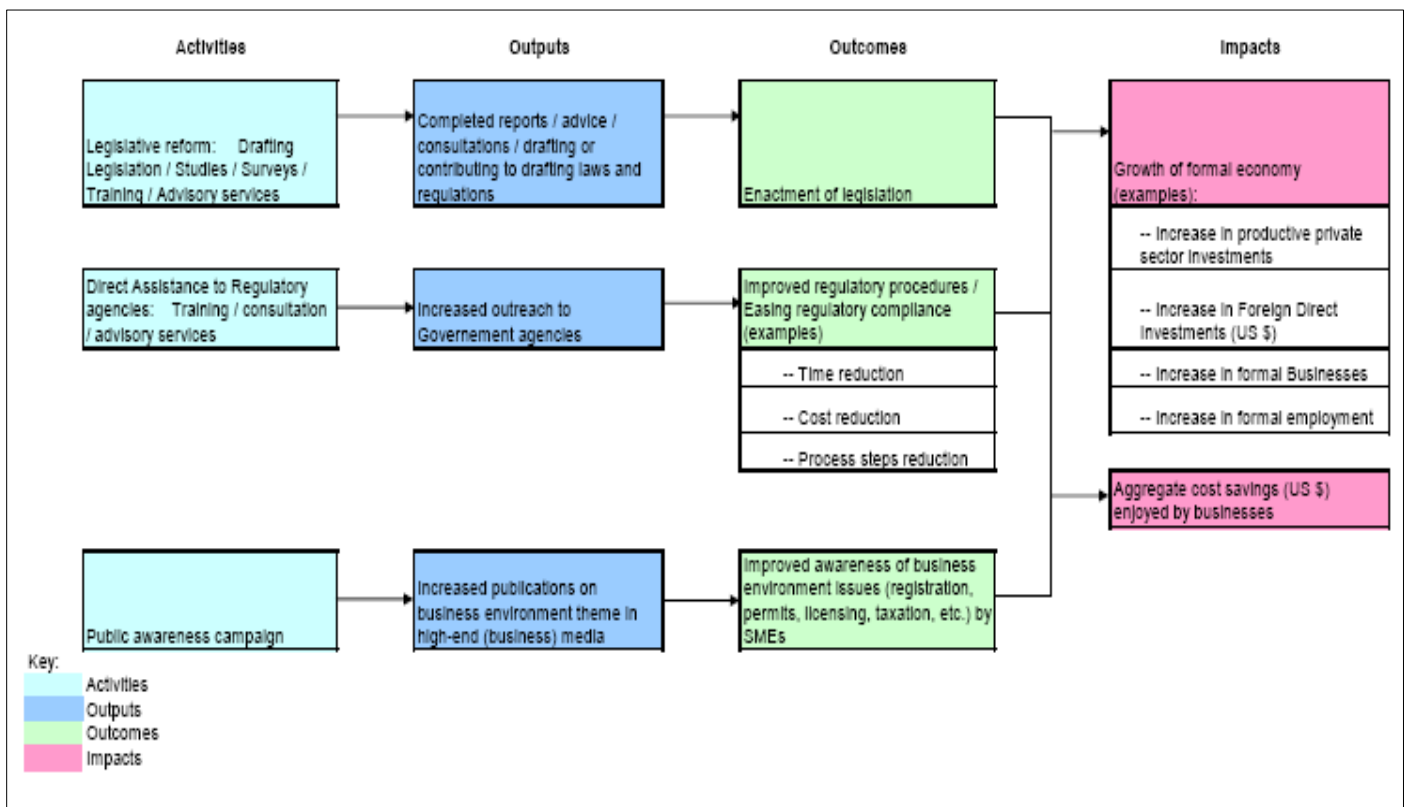 Activities
Outputs
Outcomes
Impacts
Legislative reform: Drafting
Legislation / Studies / Surveys /
Training / Advisory services
Completed reports / advice /
consultations / drafting or
contributing to drafting laws and
regulations
Enactment of legislation
Growth of formal economy
(examples):
-- Increase in productive private
sector investments
-- Increase in Foreign Direct
Investments (US $)
-- Increase in formal Businesses
-- Increase in formal employment
Direct Assistance to Regulatory
agencies: Training / consultation
/ advisory services
Increased outreach to
Governement agencies
Improved regulatory procedures /
Easing regulatory compliance
(examples)
-- Time reduction
-- Cost reduction
-- Process steps reduction
Aggregate cost savings (US $)
enjoyed by businesses
Public awareness campaign
Increased publications on
business environment theme in
high-end (business) media
Improved awareness of business
environment issues (registration,
permits, licensing, taxation, etc.) by
SMEs
Key:
Activities
Outputs
Outcomes
Impacts